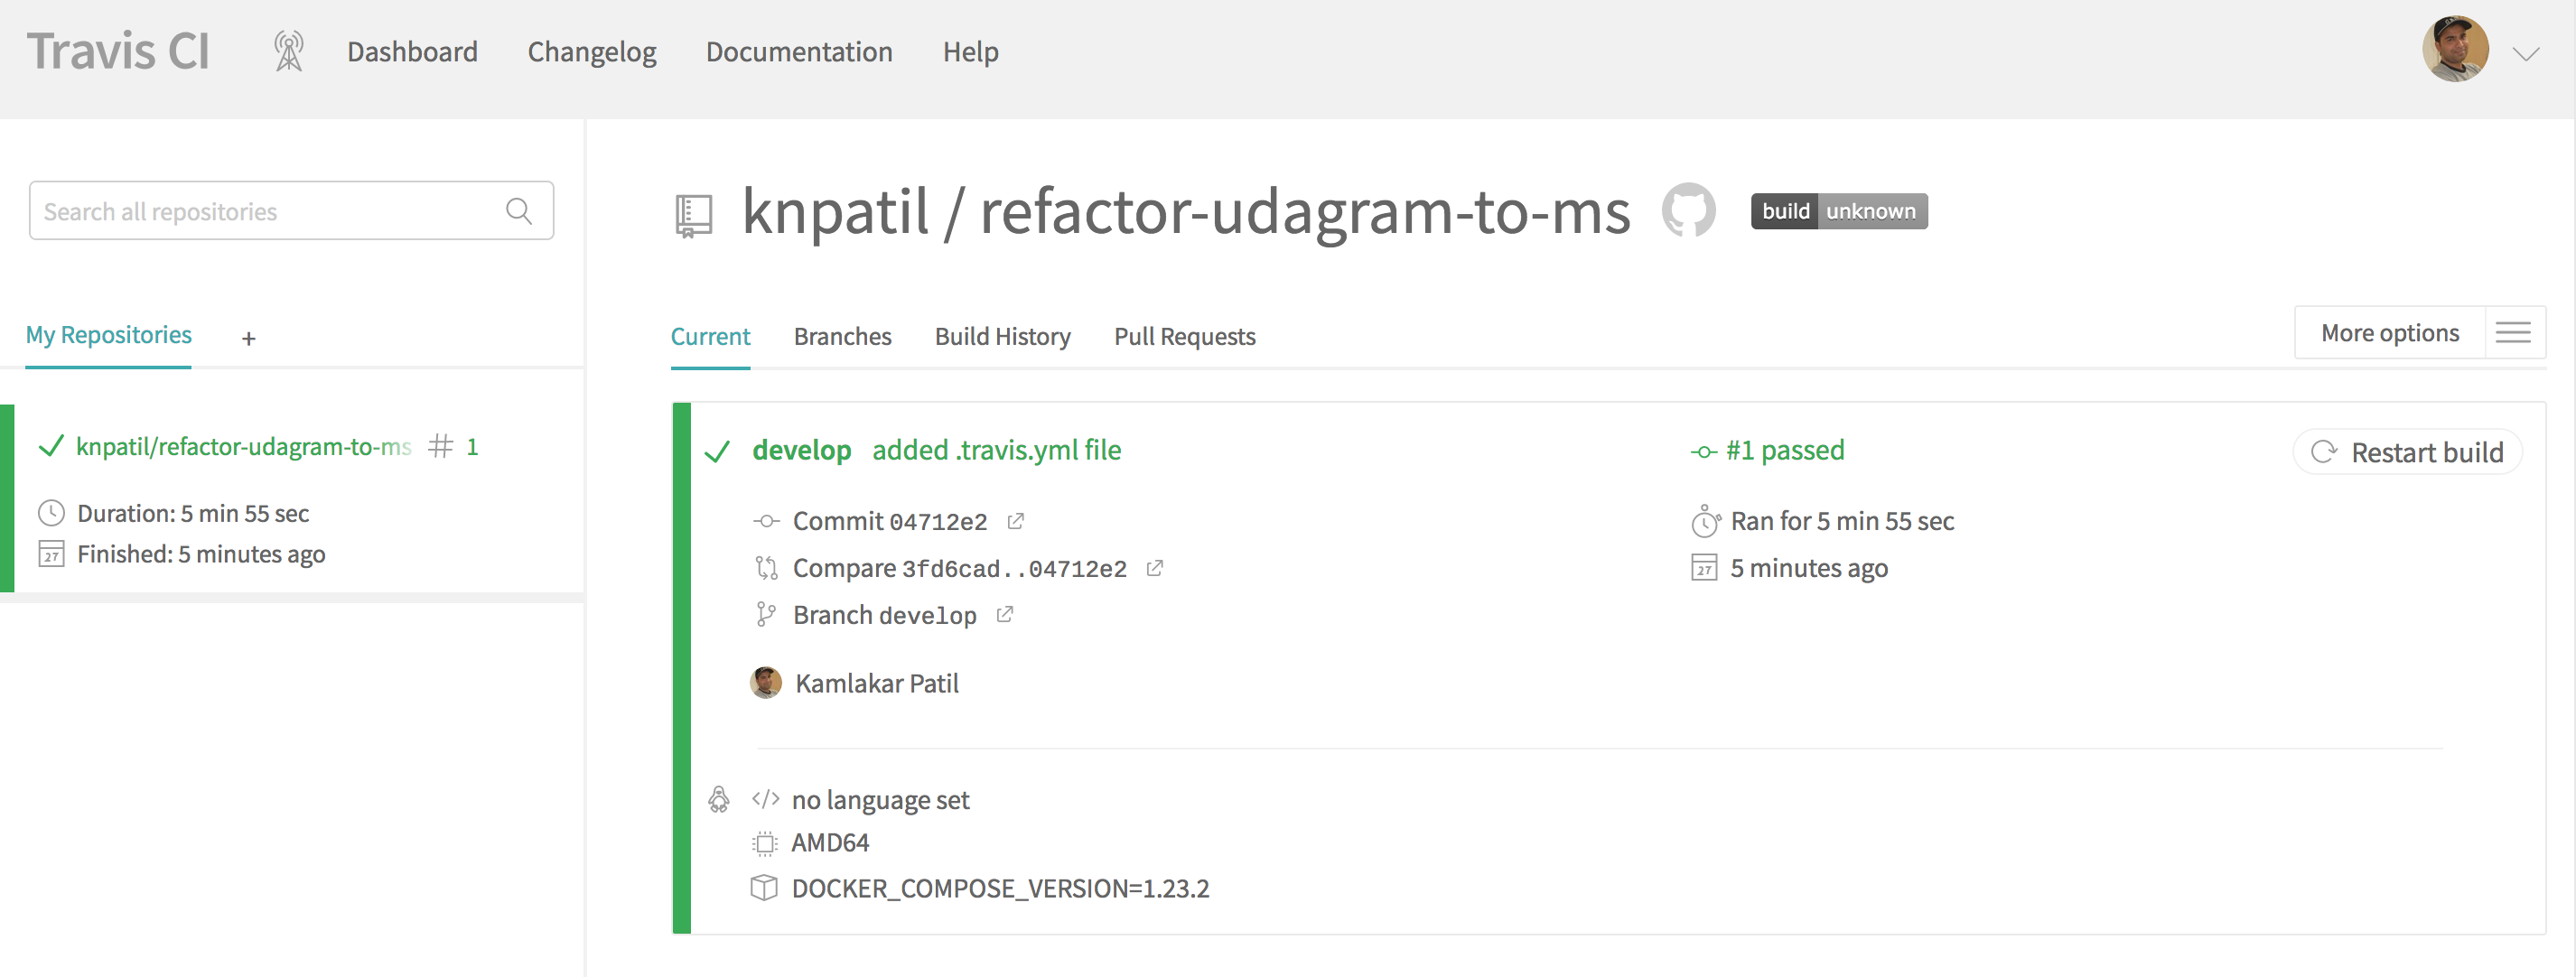 Travis CI Dashboard Changelog Documentation Help
Search all repositories
My Repositories +
knpatil/refactor-udagram-to-ms # 1
Duration: 5 min 55 sec
27 Finished: 5 minutes ago
knpatil / refactor-udagram-to-ms build unknown
Current Branches Build History Pull Requests More options
develop added .travis.yml file
Commit 04712e2
Compare 3fd6cad..04712e2
Branch develop
Kamlakar Patil
#1 passed
Ran for 5 min 55 sec
27 5 minutes ago
Restart build
</> no language set
AMD64
DOCKER_COMPOSE_VERSION=1.23.2